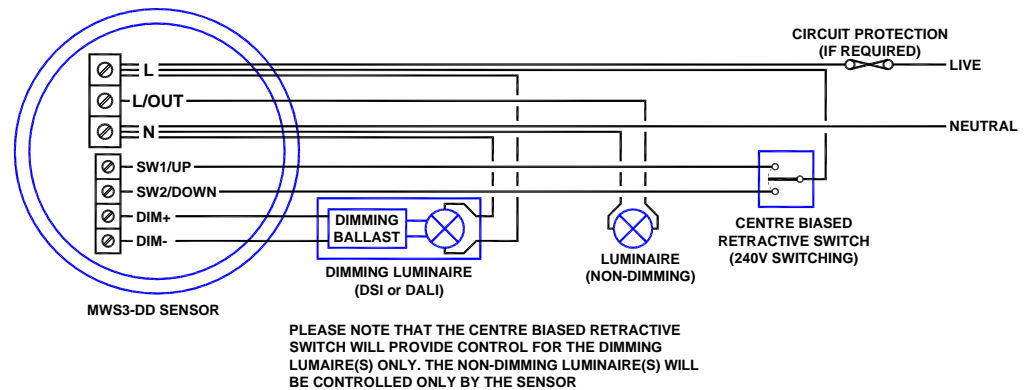 CIRCUIT PROTECTION
(IF REQUIRED)
L
LIVE
L/OUT
N
NEUTRAL
SW1/UP
SW2/DOWN
DIM+
DIM-
DIMMING
BALLAST
DIMMING LUMINAIRE
(DSI or DALI)
LUMINAIRE
(NON-DIMMING)
CENTRE BIASED
RETRACTIVE SWITCH
(240V SWITCHING)
MWS3-DD SENSOR
PLEASE NOTE THAT THE CENTRE BIASED RETRACTIVE
SWITCH WILL PROVIDE CONTROL FOR THE DIMMING
LUMAIRE(S) ONLY. THE NON-DIMMING LUMINAIRE(S) WILL
BE CONTROLLED ONLY BY THE SENSOR